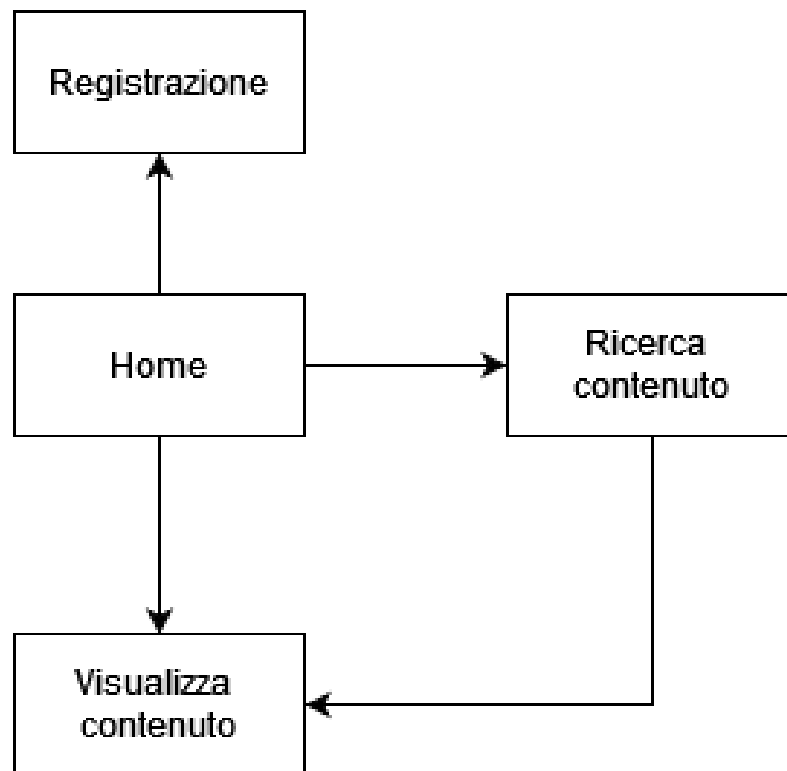 Registrazione
Home
Ricerca
contenuto
Visualizza
contenuto